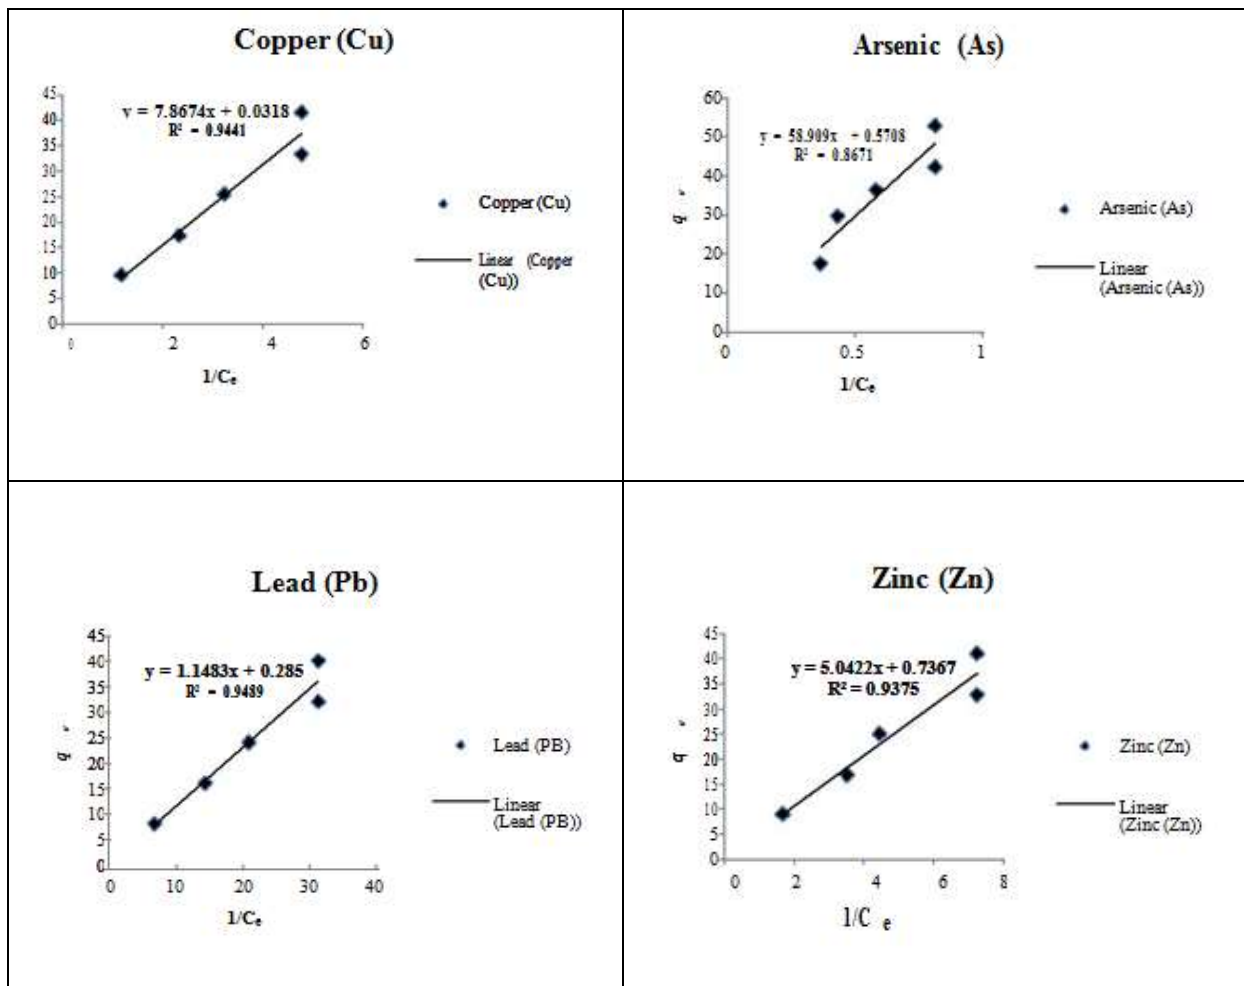 Copper (Cu)
45
40
35
30
25
20
15
10
5
0
y = 7.8674x + 0.0318
R² = 0.9441
0
2
4
6
1/Ce
Copper (Cu)
Linear (Copper
(Cu))
Arsenic (As)
60
50
40
30
20
10
0
q e
y = 58.909x + 0.5708
R² = 0.8671
0
0.5
1
1/Ce
Arsenic (As)
Linear
(Arsenic (As))
Lead (Pb)
45
40
35
30
25
20
15
10
5
0
q e
y = 1.1483x + 0.285
R² = 0.9489
0
10
20
30
40
1/Ce
Lead (PB)
Linear
(Lead (PB))
Zinc (Zn)
45
40
35
30
25
20
15
10
5
0
q e
y = 5.0422x + 0.7367
R² = 0.9375
0
2
4
6
8
1/C e
Zinc (Zn)
Linear
(Zinc (Zn))